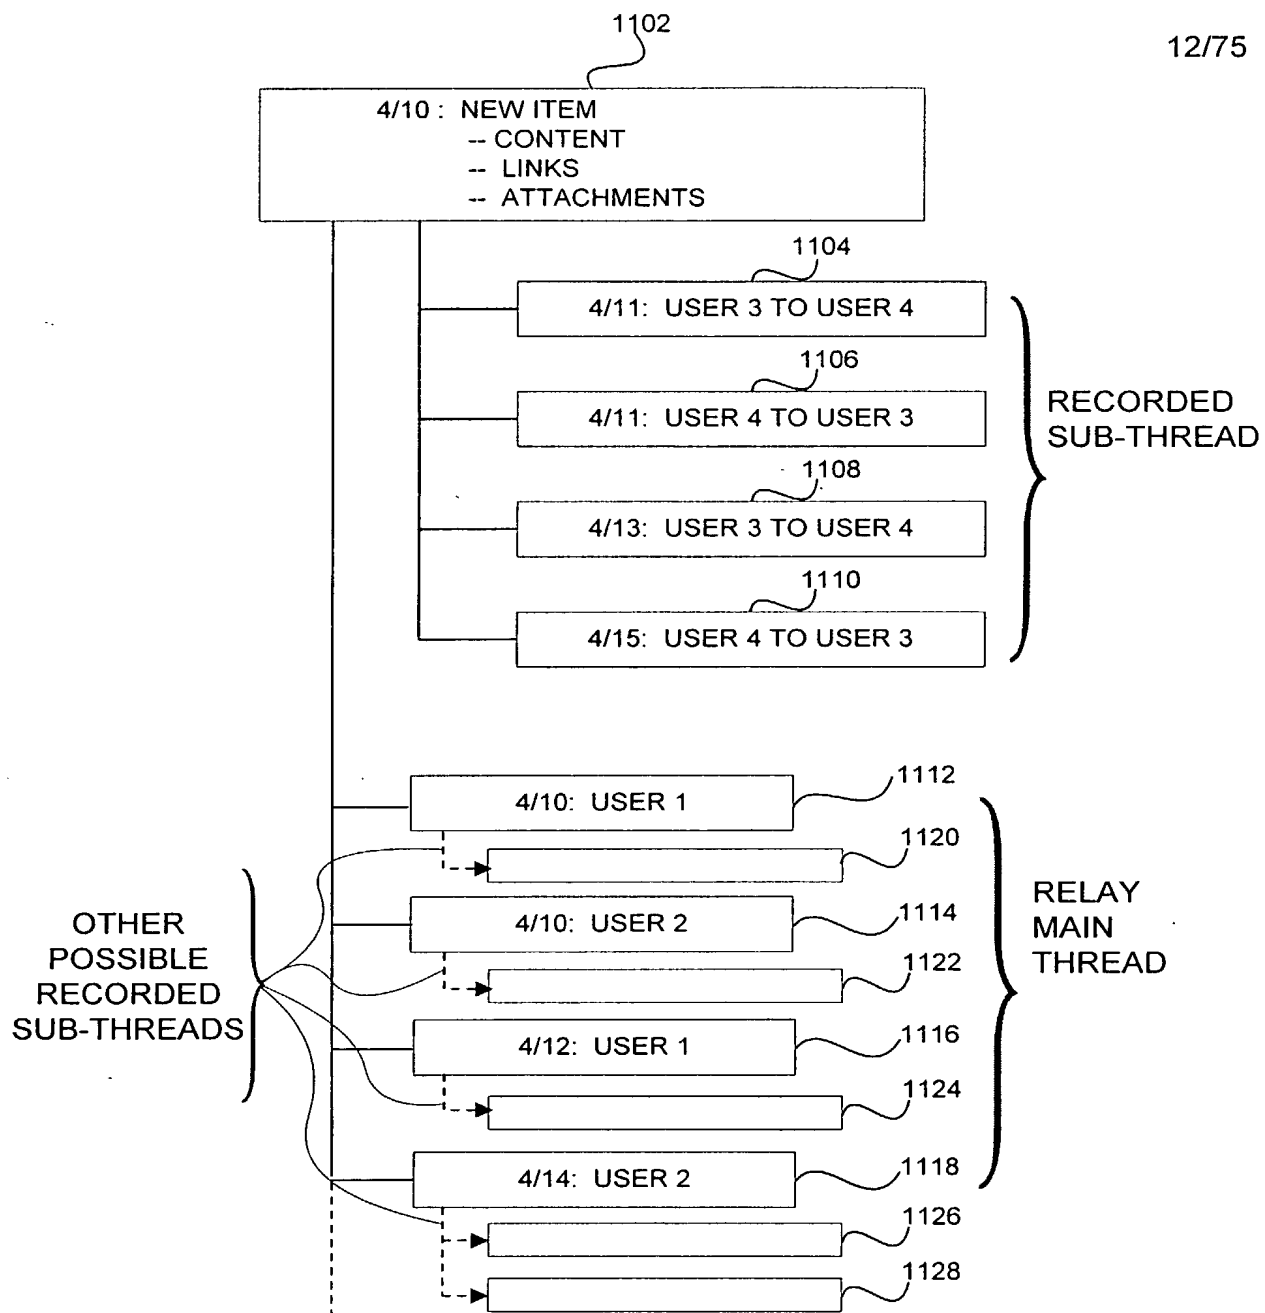 1102
12/75
4/10 : NEW ITEM
-- CONTENT
-- LINKS
-- ATTACHMENTS
1104
4/11: USER 3 TO USER 4
1106
4/11: USER 4 TO USER 3
RECORDED
SUB-THREAD
1108
4/13: USER 3 TO USER 4
1110
4/15: USER 4 TO USER 3
1112
4/10: USER 1
1120
OTHER
POSSIBLE
RECORDED
SUB-THREADS
4/10: USER 2
1114
RELAY
MAIN
THREAD
1122
4/12: USER 1
1116
1124
4/14: USER 2
1118
1126
1128